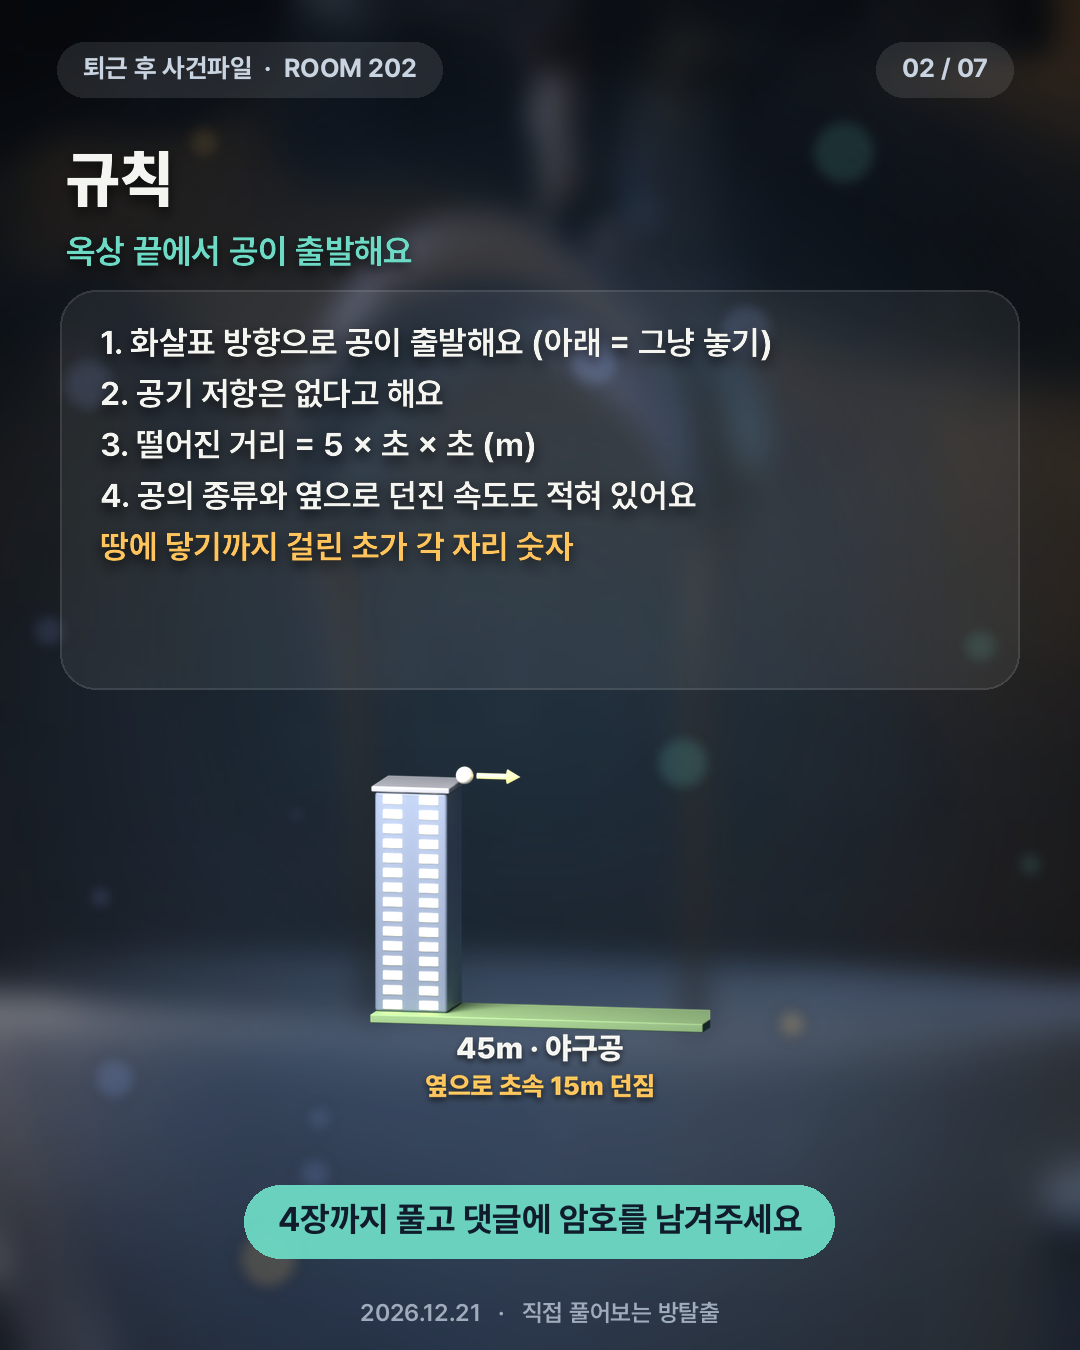 퇴근 후 사건파일 · ROOM 202
02 / 07
규칙
옥상 끝에서 공이 출발해요
1. 화살표 방향으로 공이 출발해요 (아래 = 그냥 놓기)
2. 공기 저항은 없다고 해요
3. 떨어진 거리 = 5 × 초 × 초 (m)
4. 공의 종류와 옆으로 던진 속도도 적혀 있어요
땅에 닿기까지 걸린 초가 각 자리 숫자
45m · 야구공
옆으로 초속 15m 던짐
4장까지 풀고 댓글에 암호를 남겨주세요
2026.12.21 · 직접 풀어보는 방탈출